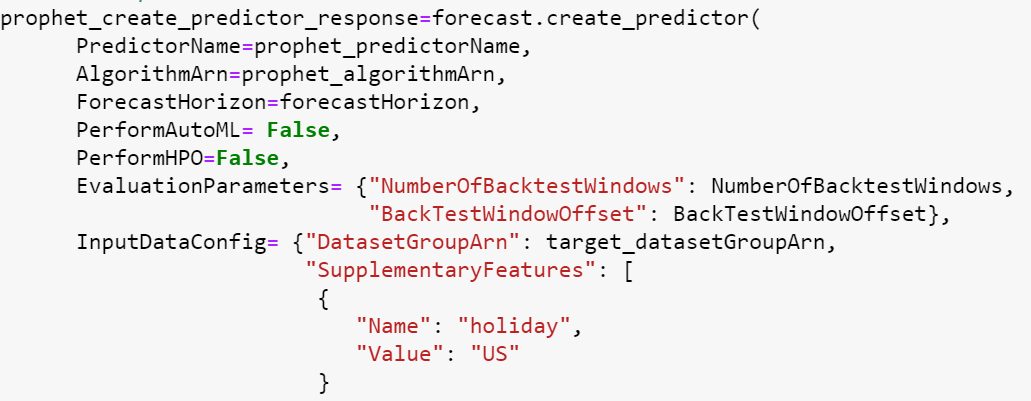 prophet_create_predictor_response=forecast.create_predictor(
PredictorName=prophet_predictorName,
AlgorithmArn=prophet_algorithmArn,
ForecastHorizon=forecastHorizon,
PerformAutoML= False,
PerformHPO=False,
EvaluationParameters= {"NumberOfBacktestWindows": NumberOfBacktestWindows,
"BackTestWindowOffset": BackTestWindowOffset},
InputDataConfig= {"DatasetGroupArn": target_datasetGroupArn,
"SupplementaryFeatures": [
{
"Name": "holiday",
"Value": "US"
}